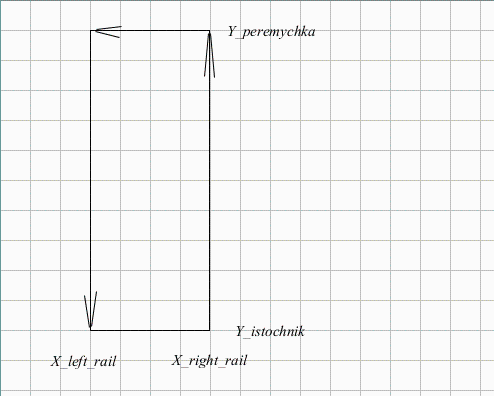 Y_peremychka
Y_istochnik
X_left_rail
X_right_rail